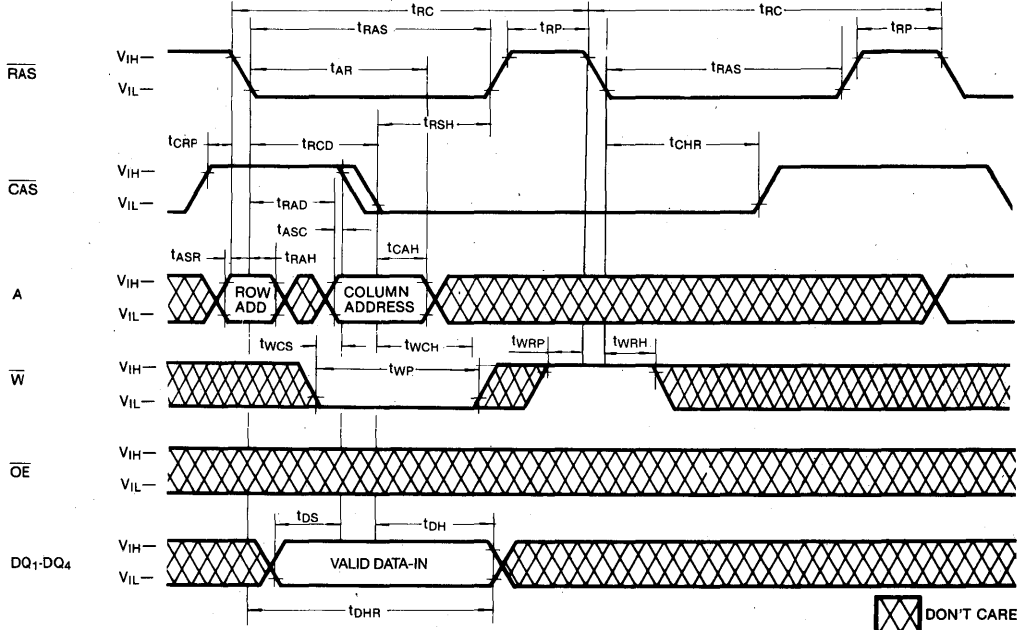 tRC tRC
tRAS tRP tRP
RAS VIH tAR tRAS
VIL
tRSH
tCRP tRCD tCHR
CAS VIH
VIL
tRAD
tASC
tASR tRAH tCAH
A VIH ROW ADD COLUMN ADDRESS
VIL
tWCS tWCH tWRP tWRH
tWP
W VIH
VIL
OE VIH
VIL
tDS tDH
DQ1-DQ4 VIH VALID DATA-IN
VIL
tDHR
DON'T CARE